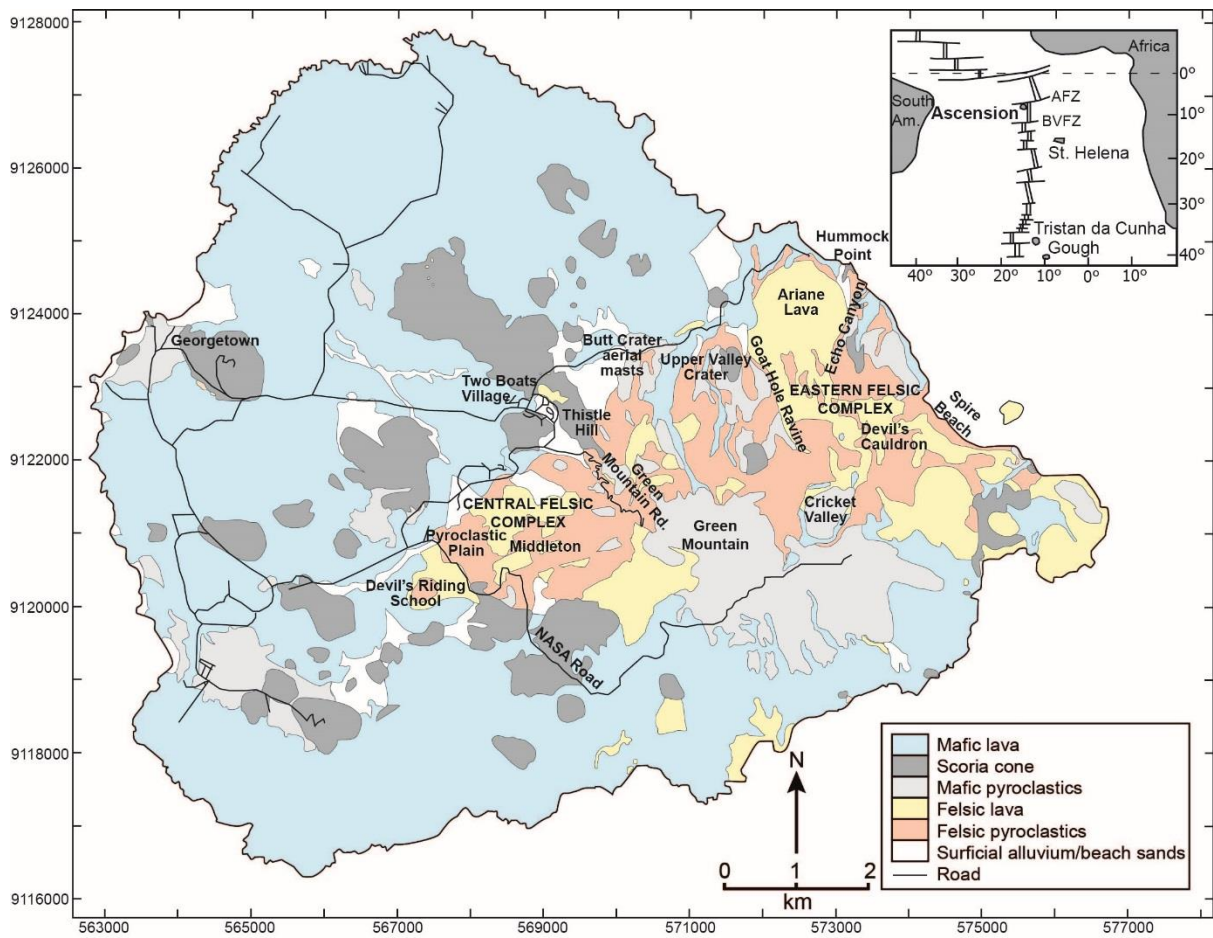 9128000
9126000
9124000
9122000
9120000
9118000
9116000
563000
565000
567000
569000
571000
573000
575000
577000
Africa
South
Am.
Ascension
AFZ
BVFZ
St. Helena
Tristan da Cunha
Gough
0°
10°
20°
30°
40°
40°
30°
20°
10°
0°
10°
Hummock
Point
Ariane
Lava
Echo Canyon
Georgetown
Butt Crater
aerial
masts
Upper Valley
Crater
Goat Hole Ravine
Two Boats
Village
Thistle
Hill
EASTERN FELSIC
COMPLEX
Spire
Beach
Devil's
Cauldron
Green
Mountain Rd.
CENTRAL FELSIC
COMPLEX
Cricket
Valley
Green
Mountain
Pyroclastic
Plain
Middleton
Devil's Riding
School
NASA Road
N
0
1
2
km
Mafic lava
Scoria cone
Mafic pyroclastics
Felsic lava
Felsic pyroclastics
Surficial alluvium/beach sands
Road